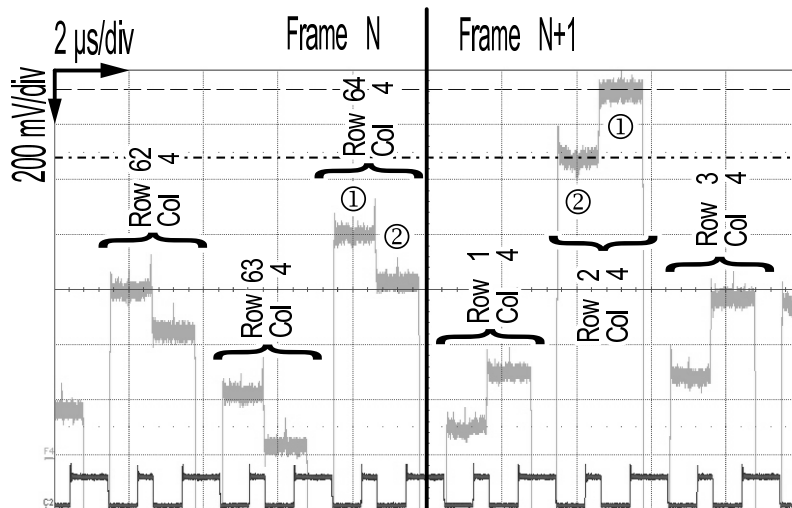 Frame N
Frame N+1
2 µs/div
200 mV/div
Row 62
Col 4
Row 63
Col 4
Row 64
Col 4
①
②
Row 1
Col 4
Row 2
Col 4
②
①
Row 3
Col 4
F4
C2